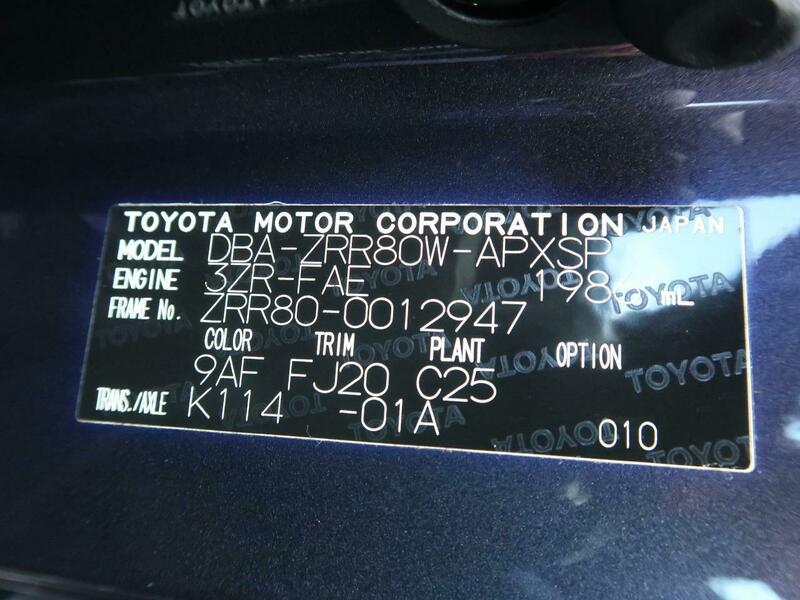 TOYOTA MOTOR CORPORATION JAPAN
MODEL DBA-ZRR80W-APXSP
ENGINE 3ZR-FAE 1986 mL
FRAME No. ZRR80-0012947
COLOR TRIM PLANT OPTION
9AF FJ20 C25
TRANS./AXLE K114 -01A 010